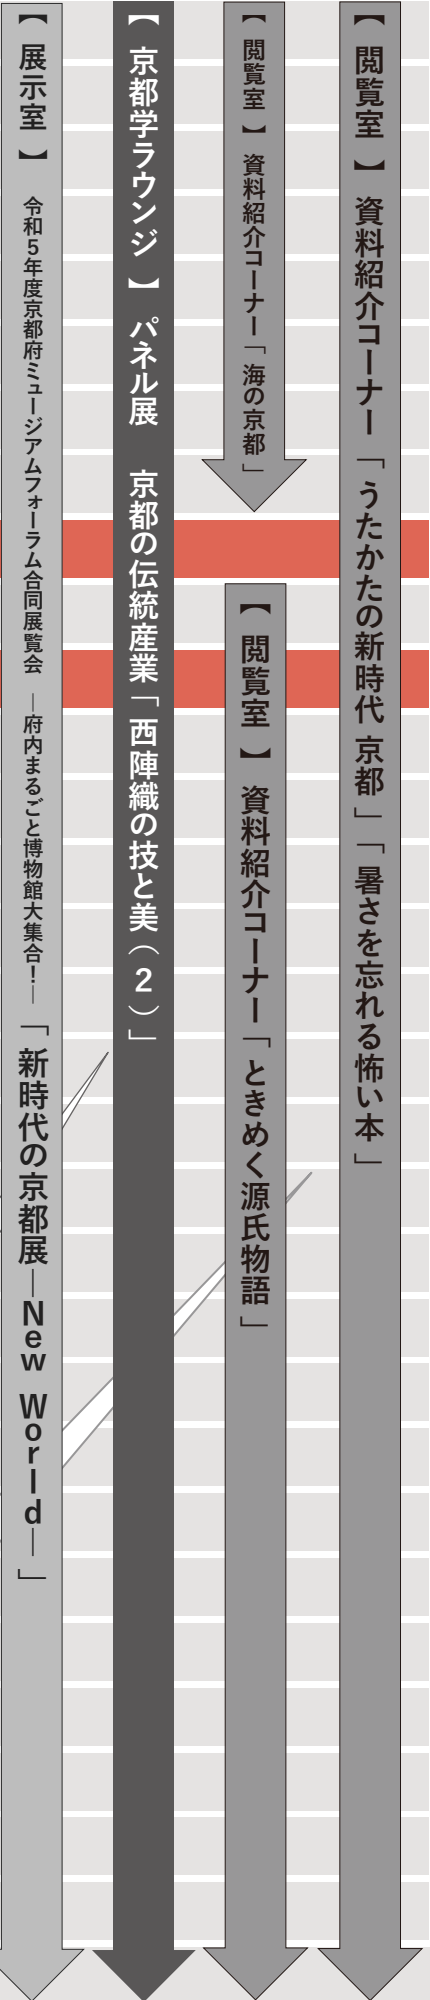 【 閲覧室 】 資料紹介コーナー 「うたかたの新時代 京都」「暑さを忘れる怖い本」
【 閲覧室 】 資料紹介コーナー「海の京都」
【 閲覧室 】 資料紹介コーナー「ときめく源氏物語」
【 京都学ラウンジ 】 パネル展　京都の伝統産業「西陣織の技と美（２）」
【 展示室 】 令和５年度京都府ミュージアムフォーラム合同展覧会 ―府内まるごと博物館大集合！― 「新時代の京都展―New World―」